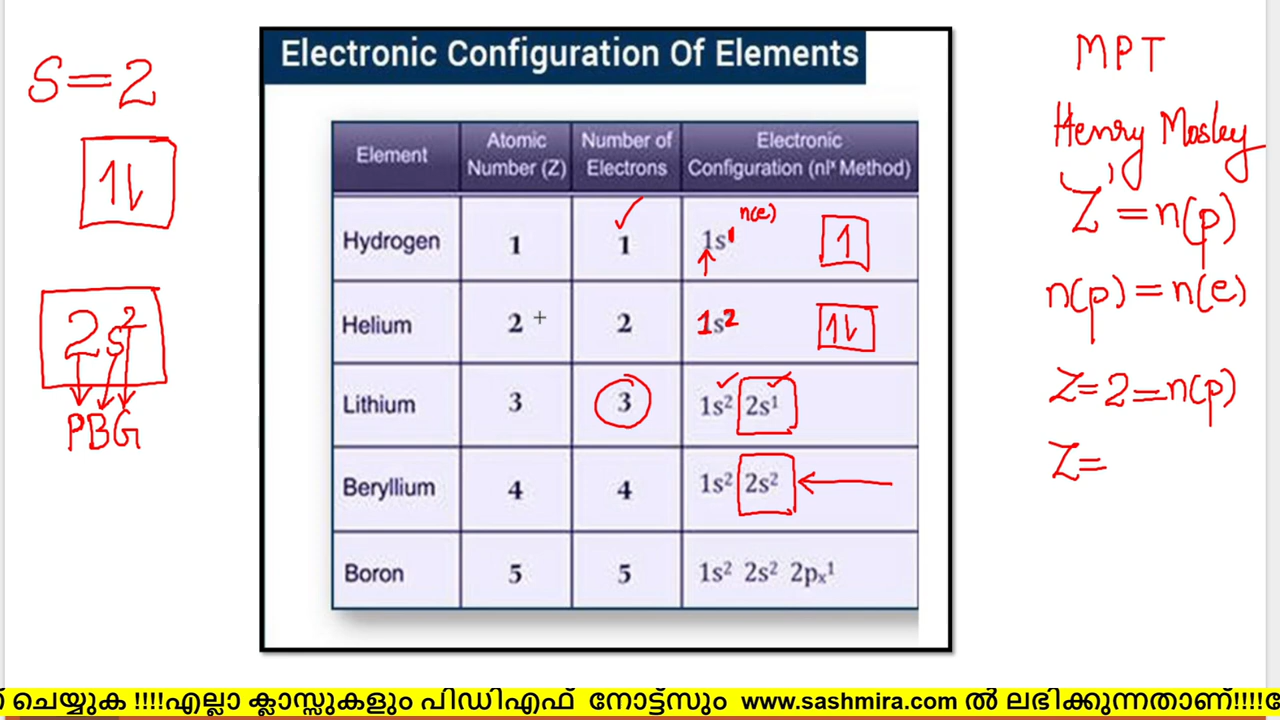 S=2
1⇂
2s²
PBG
Electronic Configuration Of Elements
Element Atomic Number (Z) Number of Electrons Electronic Configuration (nlˣ Method)
Hydrogen 1 1 1s¹ n(e) 1
Helium 2 2 1s² 1⇂
Lithium 3 3 1s² 2s¹
Beryllium 4 4 1s² 2s²
Boron 5 5 1s² 2s² 2pₓ¹
MPT
Henry Mosley
'Z' = n(p)
n(p) = n(e)
Z= 2 = n(p)
Z=
ചെയ്യുക !!!!എല്ലാ ക്ലാസ്സുകളും പിഡിഎഫ് നോട്ട്സും www.sashmira.com ൽ ലഭിക്കുന്നതാണ്!!!!